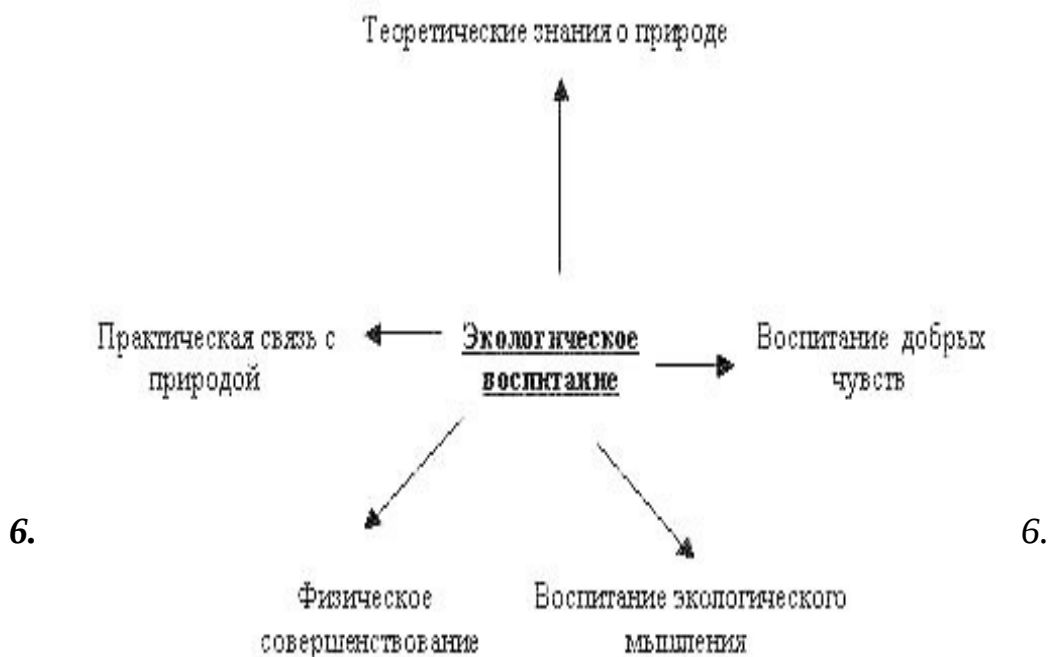 Теоретические знания о природе
Практическая связь с
природой
Экологическое
воспитание
Воспитание добрых
чувств
6.
6.
Физическое
совершенствование
Воспитание экологического
мышления